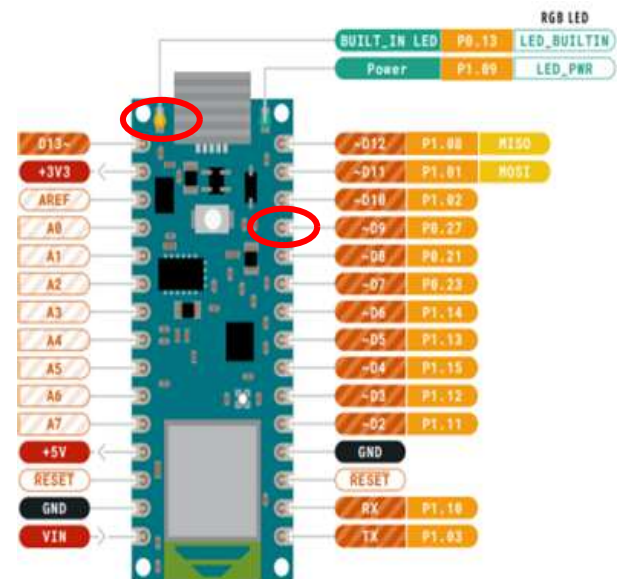 RGB LED
BUILT_IN LED P0.13 LED_BUILTIN
Power P1.09 LED_PWR
D13~ ~D12 P1.08 MISO
+3V3 ~D11 P1.01 MOSI
AREF ~D10 P1.02
A0 ~D9 P0.27
A1 ~D8 P0.21
A2 ~D7 P0.23
A3 ~D6 P1.14
A4 ~D5 P1.13
A5 ~D4 P1.15
A6 ~D3 P1.12
A7 ~D2 P1.11
+5V GND
RESET RESET
GND RX P1.10
VIN TX P1.03